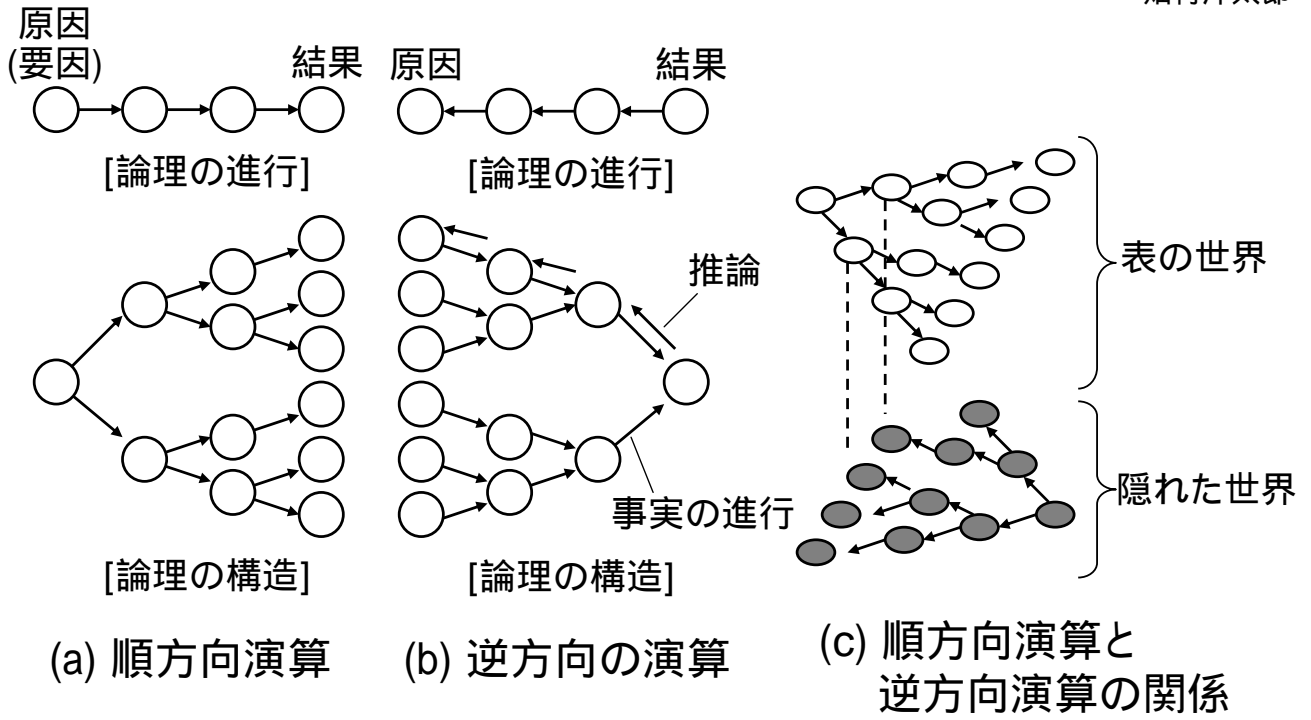 原因
(要因)
結果
原因
結果
[論理の進行]
[論理の進行]
推論
事実の進行
[論理の構造]
[論理の構造]
表の世界
隠れた世界
(a) 順方向演算
(b) 逆方向の演算
(c) 順方向演算と
逆方向演算の関係